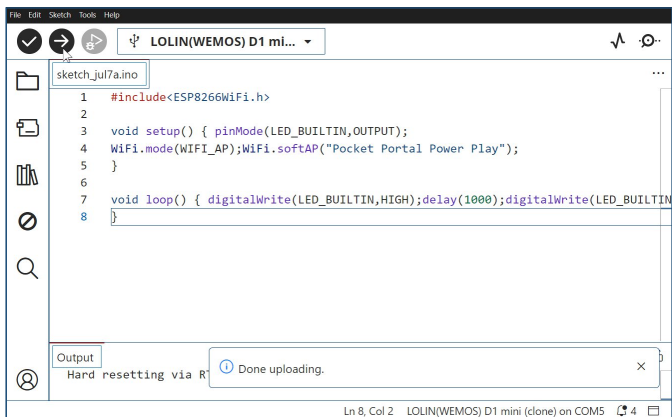 File Edit Sketch Tools Help
LOLIN(WEMOS) D1 mi...
sketch_jul7a.ino
...
1 #include<ESP8266WiFi.h>
2
3 void setup() { pinMode(LED_BUILTIN,OUTPUT);
4 WiFi.mode(WIFI_AP);WiFi.softAP("Pocket Portal Power Play");
5 }
6
7 void loop() { digitalWrite(LED_BUILTIN,HIGH);delay(1000);digitalWrite(LED_BUILTIN
8 }
Output
Hard resetting via
Done uploading.
Ln 8, Col 2 LOLIN(WEMOS) D1 mini (clone) on COM5 4